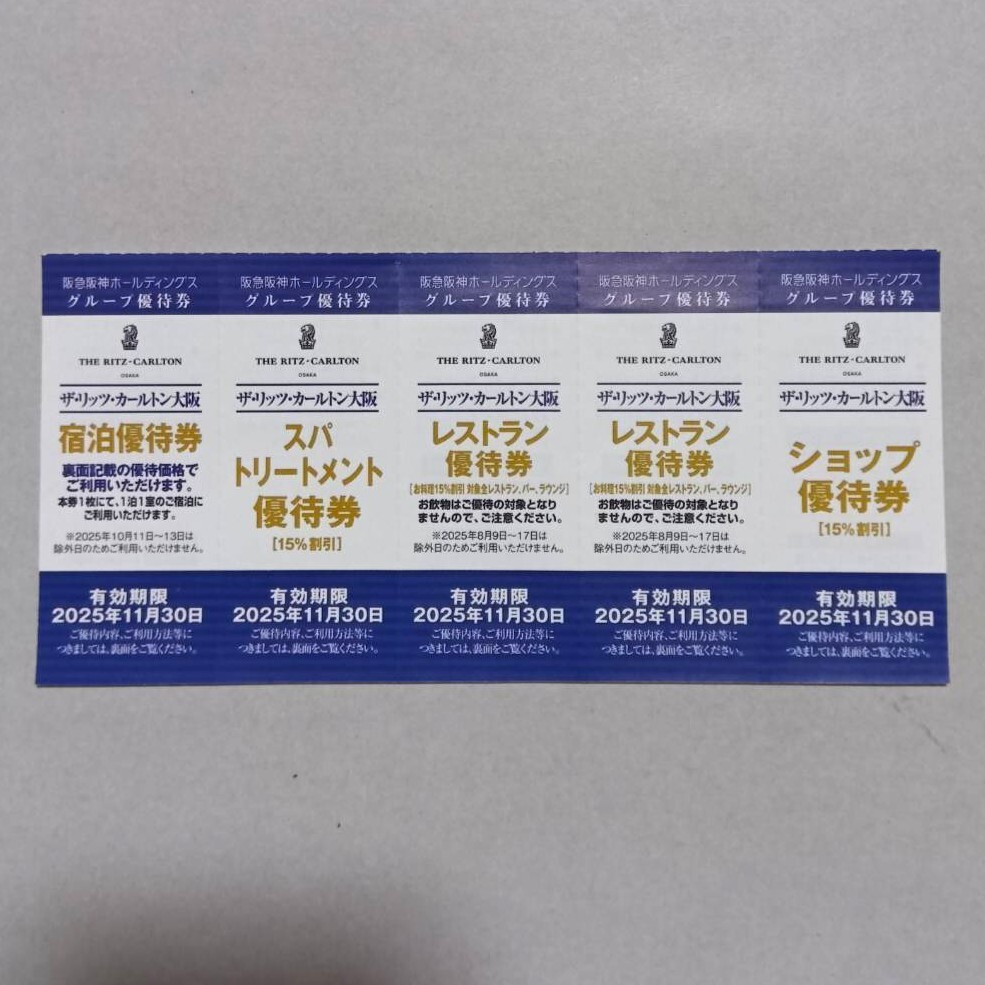 阪急阪神ホールディングス
グループ優待券
THE RITZ-CARLTON
OSAKA
ザ・リッツ・カールトン大阪
宿泊優待券
裏面記載の優待価格で
ご利用いただけます。
本券1枚にて、1泊1室のご宿泊に
ご利用いただけます。
※2025年10月11日〜13日は
除外日のためご利用いただけません。
有効期限
2025年11月30日
ご優待内容、ご利用方法等に
つきましては、裏面をご覧ください。
阪急阪神ホールディングス
グループ優待券
THE RITZ-CARLTON
OSAKA
ザ・リッツ・カールトン大阪
スパ
トリートメント
優待券
[15%割引]
有効期限
2025年11月30日
ご優待内容、ご利用方法等に
つきましては、裏面をご覧ください。
阪急阪神ホールディングス
グループ優待券
THE RITZ-CARLTON
OSAKA
ザ・リッツ・カールトン大阪
レストラン
優待券
[お料理15%割引 対象全レストラン、バー、ラウンジ]
お飲物はご優待の対象となり
ませんので、ご注意ください。
※2025年8月9日〜17日は
除外日のためご利用いただけません。
有効期限
2025年11月30日
ご優待内容、ご利用方法等に
つきましては、裏面をご覧ください。
阪急阪神ホールディングス
グループ優待券
THE RITZ-CARLTON
OSAKA
ザ・リッツ・カールトン大阪
レストラン
優待券
[お料理15%割引 対象全レストラン、バー、ラウンジ]
お飲物はご優待の対象となり
ませんので、ご注意ください。
※2025年8月9日〜17日は
除外日のためご利用いただけません。
有効期限
2025年11月30日
ご優待内容、ご利用方法等に
つきましては、裏面をご覧ください。
阪急阪神ホールディングス
グループ優待券
THE RITZ-CARLTON
OSAKA
ザ・リッツ・カールトン大阪
ショップ
優待券
[15%割引]
有効期限
2025年11月30日
ご優待内容、ご利用方法等に
つきましては、裏面をご覧ください。